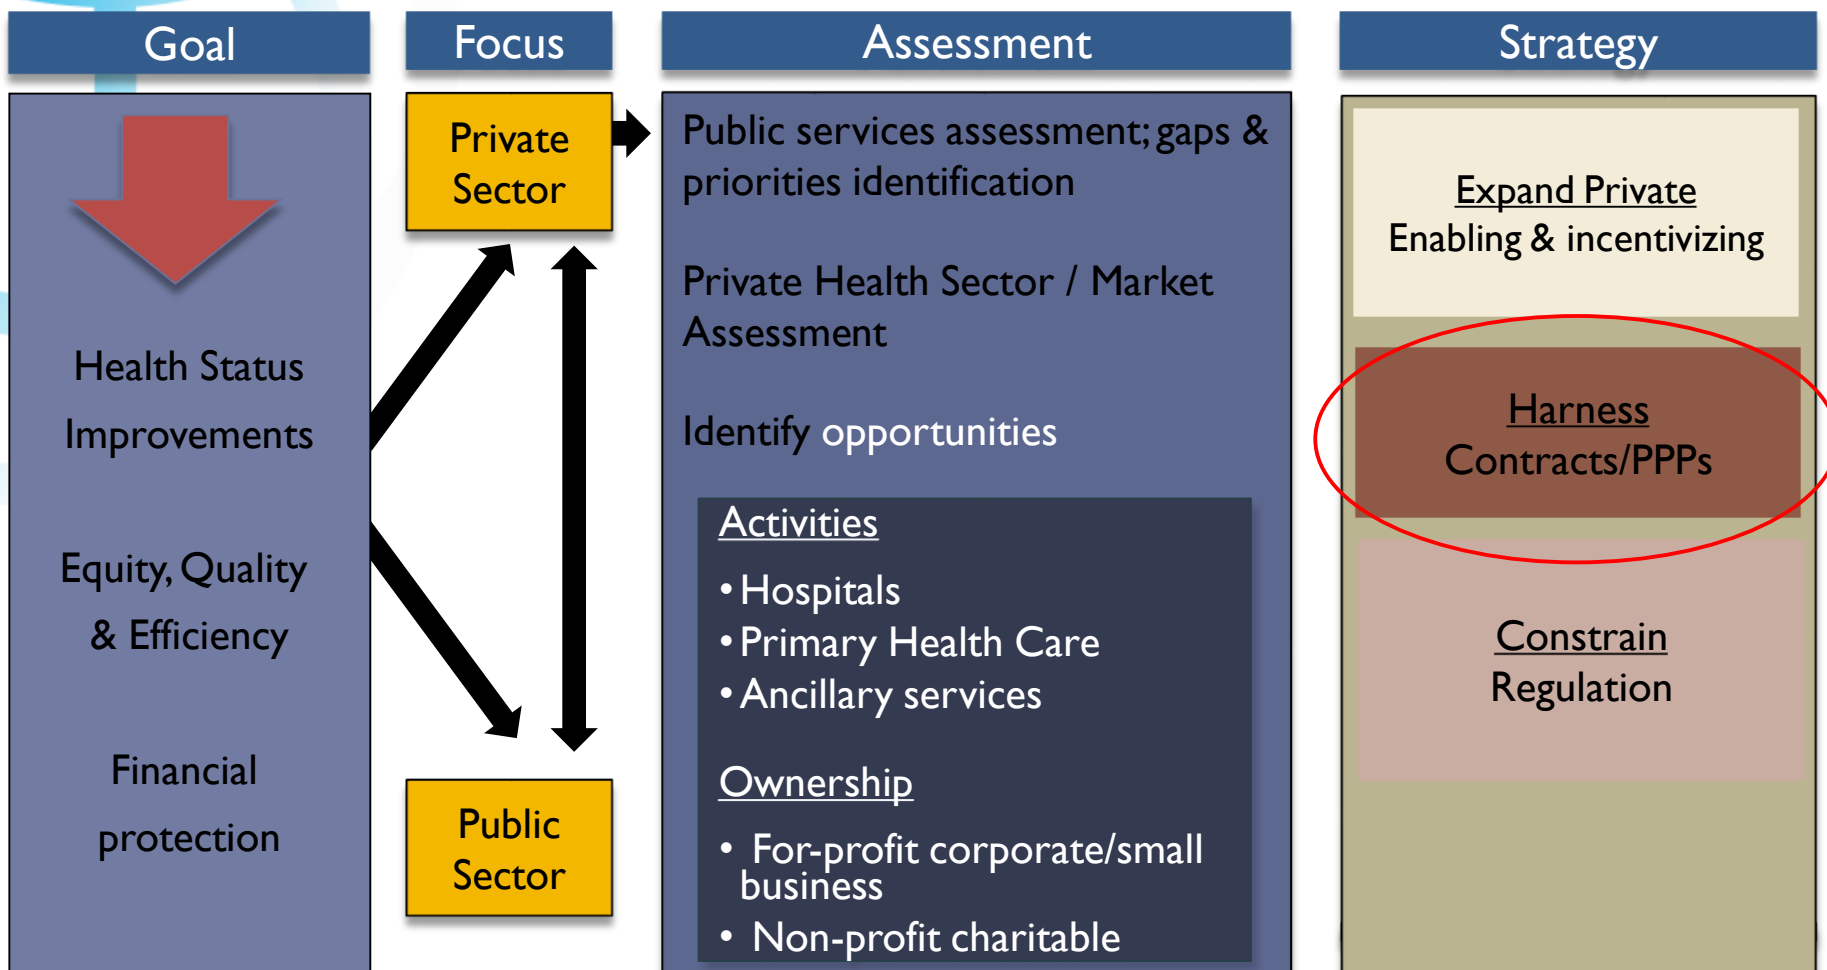 Goal
Focus
Assessment
Strategy
Health Status
Improvements
Equity, Quality
& Efficiency
Financial
protection
Private
Sector
Public
Sector
Public services assessment; gaps &
priorities identification
Private Health Sector / Market
Assessment
Identify opportunities
Activities
• Hospitals
• Primary Health Care
• Ancillary services
Ownership
• For-profit corporate/small
business
• Non-profit charitable
Expand Private
Enabling & incentivizing
Harness
Contracts/PPPs
Constrain
Regulation